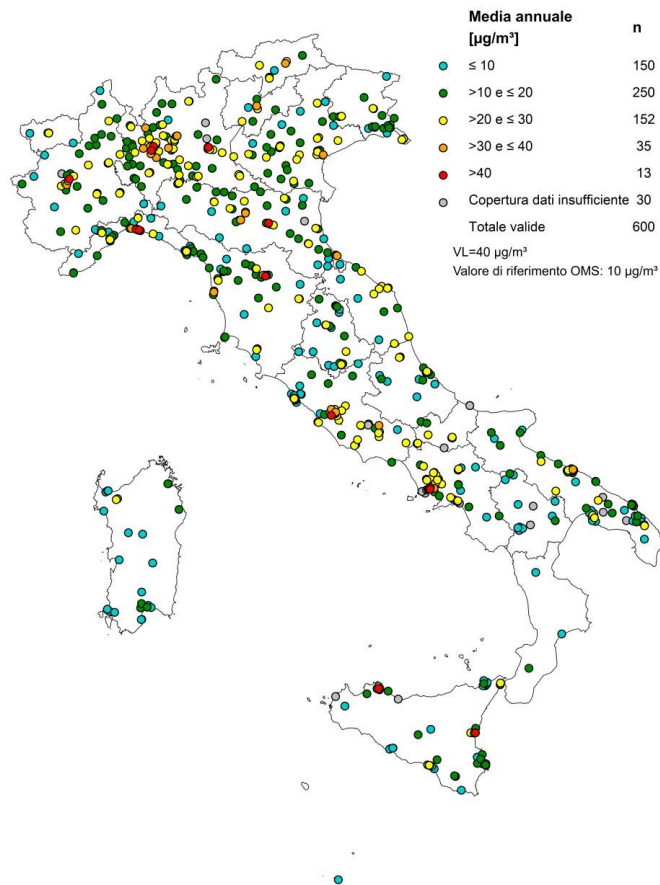 Media annuale
[µg/m³] n
≤ 10 150
>10 e ≤ 20 250
>20 e ≤ 30 152
>30 e ≤ 40 35
>40 13
Copertura dati insufficiente 30
Totale valide 600
VL=40 µg/m³
Valore di riferimento OMS: 10 µg/m³